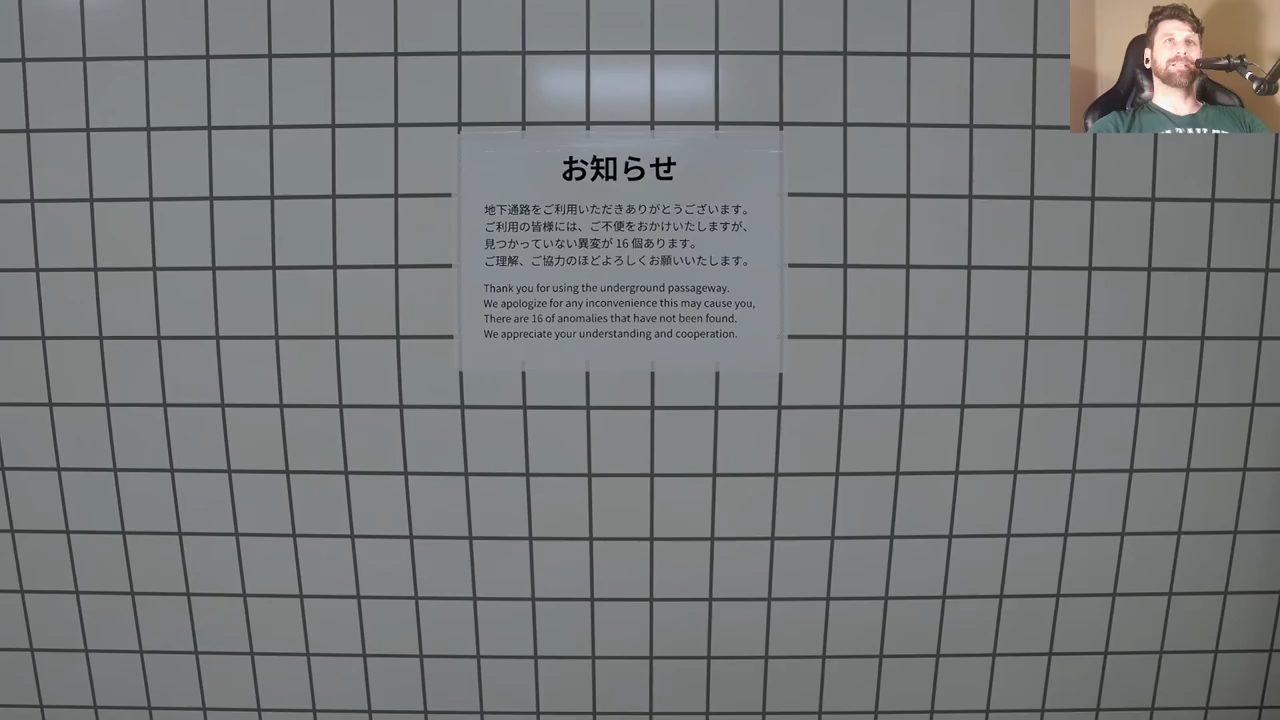 お知らせ
地下通路をご利用いただきありがとうございます。
ご利用の皆様には、ご不便をおかけいたしますが、
見つかっていない異変が 16 個あります。
ご理解、ご協力のほどよろしくお願いいたします。
Thank you for using the underground passageway.
We apologize for any inconvenience this may cause you,
There are 16 of anomalies that have not been found.
We appreciate your understanding and cooperation.